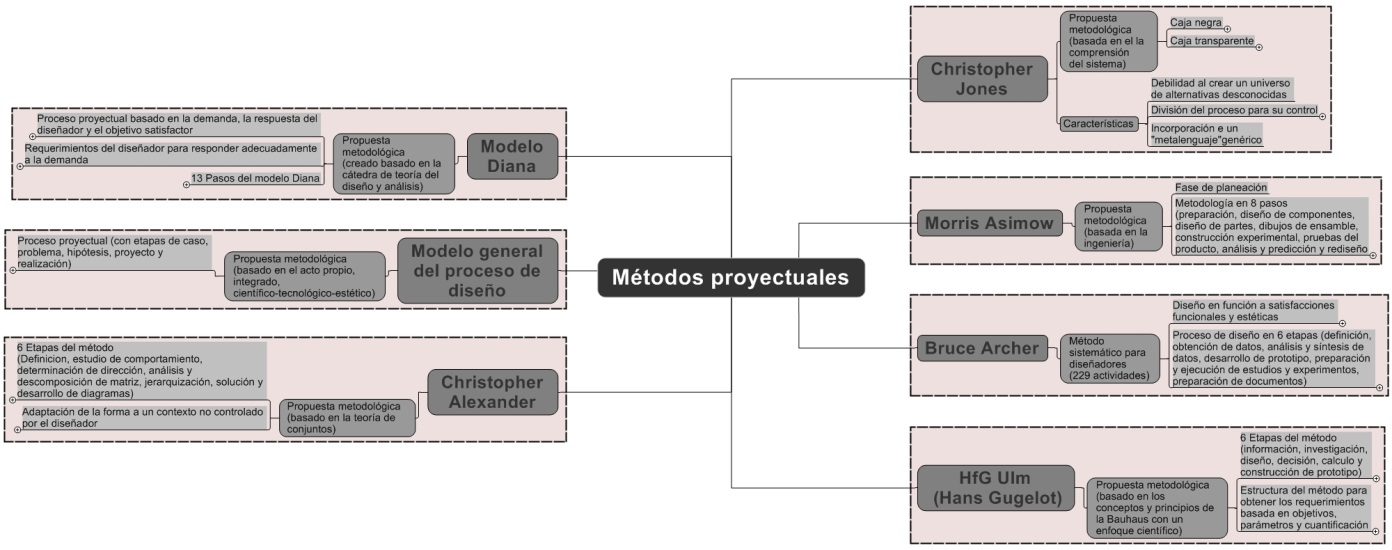 Métodos proyectuales
Christopher
Jones
Propuesta
metodológica
(basada en el la
comprensión
del sistema)
Caja negra
Caja transparente
Características
Debilidad al crear un universo
de alternativas desconocidas
División del proceso para su control
Incorporación e un
"metalenguaje"genérico
Morris Asimow
Propuesta
metodológica
(basada en la
ingeniería)
Fase de planeación
Metodología en 8 pasos
(preparación, diseño de componentes,
diseño de partes, dibujos de ensamble,
construcción experimental, pruebas del
producto, análisis y predicción y rediseño
Bruce Archer
Método
sistemático para
diseñadores
(229 actividades)
Diseño en función a satisfacciones
funcionales y estéticas
Proceso de diseño en 6 etapas (definición,
obtención de datos, análisis y síntesis de
datos, desarrollo de prototipo, preparación
y ejecución de estudios y experimentos,
preparación de documentos)
HfG Ulm
(Hans Gugelot)
Propuesta metodológica
(basado en los
conceptos y principios de
la Bauhaus con un
enfoque científico)
6 Etapas del método
(información, investigación,
diseño, decisión, calculo y
construcción de prototipo)
Estructura del método para
obtener los requerimientos
basada en objetivos,
parámetros y cuantificación
Modelo
Diana
Propuesta
metodológica
(creado basado en la
cátedra de teoría del
diseño y análisis)
Proceso proyectual basado en la demanda, la respuesta del
diseñador y el objetivo satisfactor
Requerimientos del diseñador para responder adecuadamente
a la demanda
13 Pasos del modelo Diana
Modelo general
del proceso de
diseño
Propuesta metodológica
(basado en el acto propio,
integrado,
científico-tecnológico-estético)
Proceso proyectual (con etapas de caso,
problema, hipótesis, proyecto y
realización)
Christopher
Alexander
Propuesta metodológica
(basado en la teoría de
conjuntos)
6 Etapas del método
(Definicion, estudio de comportamiento,
determinación de dirección, análisis y
descomposición de matriz, jerarquización, solución y
desarrollo de diagramas)
Adaptación de la forma a un contexto no controlado
por el diseñador